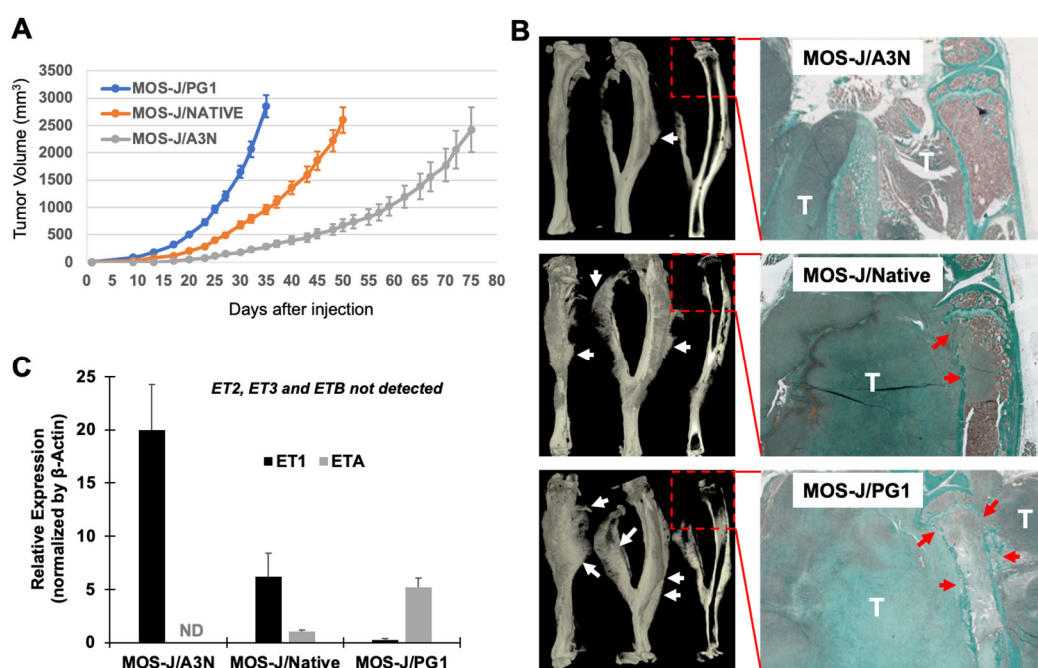 A
Tumor Volume (mm3)
3500
3000
2500
2000
1500
1000
500
0
MOS-J/PG1
MOS-J/NATIVE
MOS-J/A3N
1 5 10 15 20 25 30 35 40 45 50 55 60 65 70 75 80
Days after injection
B
MOS-J/A3N
T
T
MOS-J/Native
T
MOS-J/PG1
T
T
C
Relative Expression
(normalized by β-Actin)
25
20
15
10
5
0
ET2, ET3 and ETB not detected
ET1 ETA
ND
MOS-J/A3N MOS-J/Native MOS-J/PG1